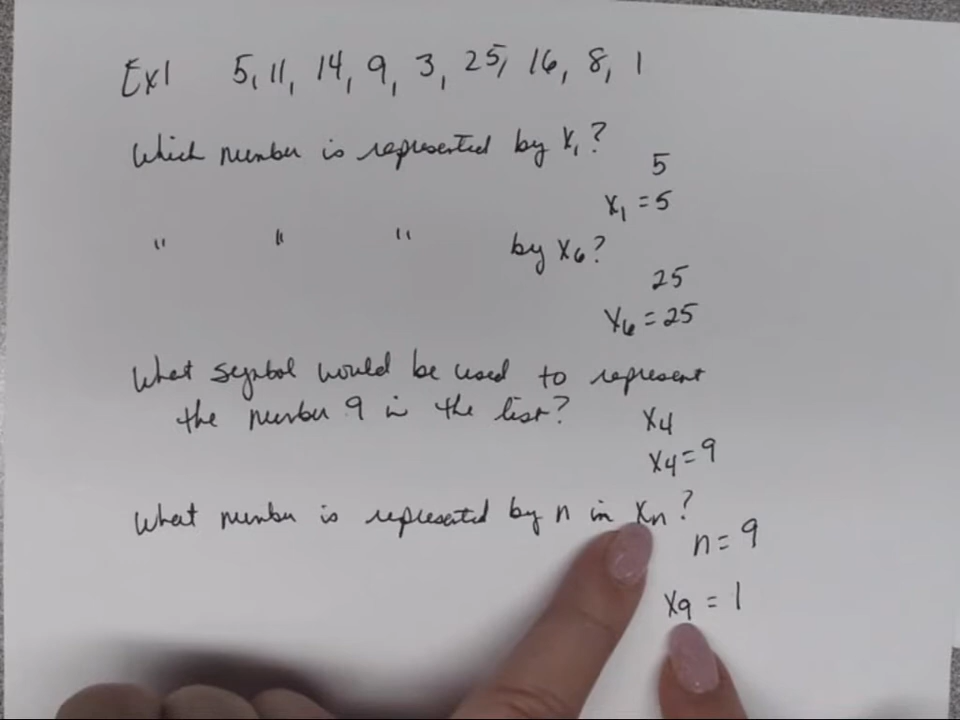 Ex1 5, 11, 14, 9, 3, 25, 16, 8, 1
Which number is represented by x₁?
5
x₁ = 5
" " " by x₆?
25
x₆ = 25
What symbol would be used to represent
the number 9 in the list?
x₄
x₄ = 9
What number is represented by n in xₙ?
n = 9
x₉ = 1